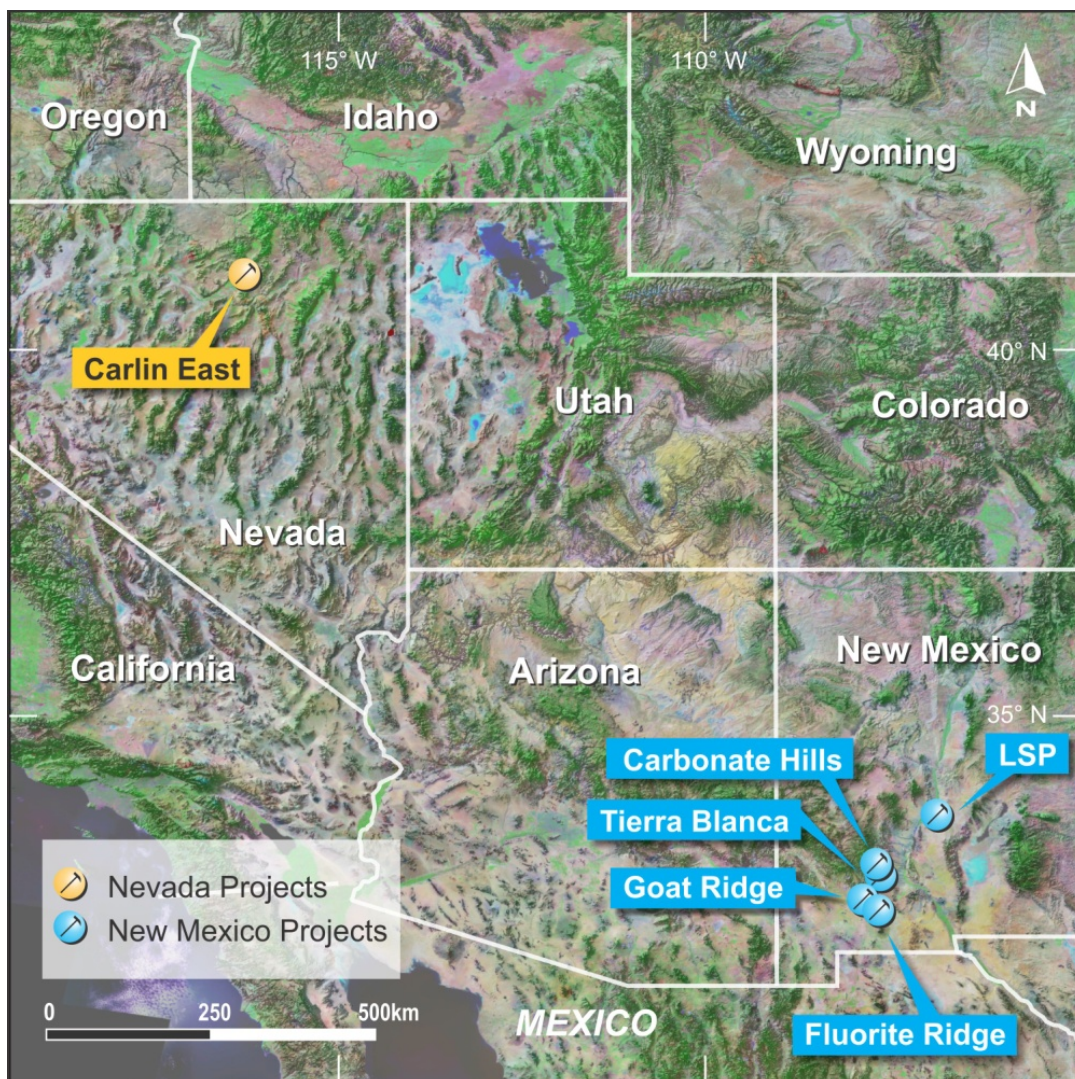 115° W
110° W
Oregon
Idaho
Wyoming
N
Carlin East
40° N
Utah
Colorado
Nevada
California
Arizona
New Mexico
35° N
Carbonate Hills
LSP
Tierra Blanca
Goat Ridge
Nevada Projects
New Mexico Projects
0 250 500km
MEXICO
Fluorite Ridge